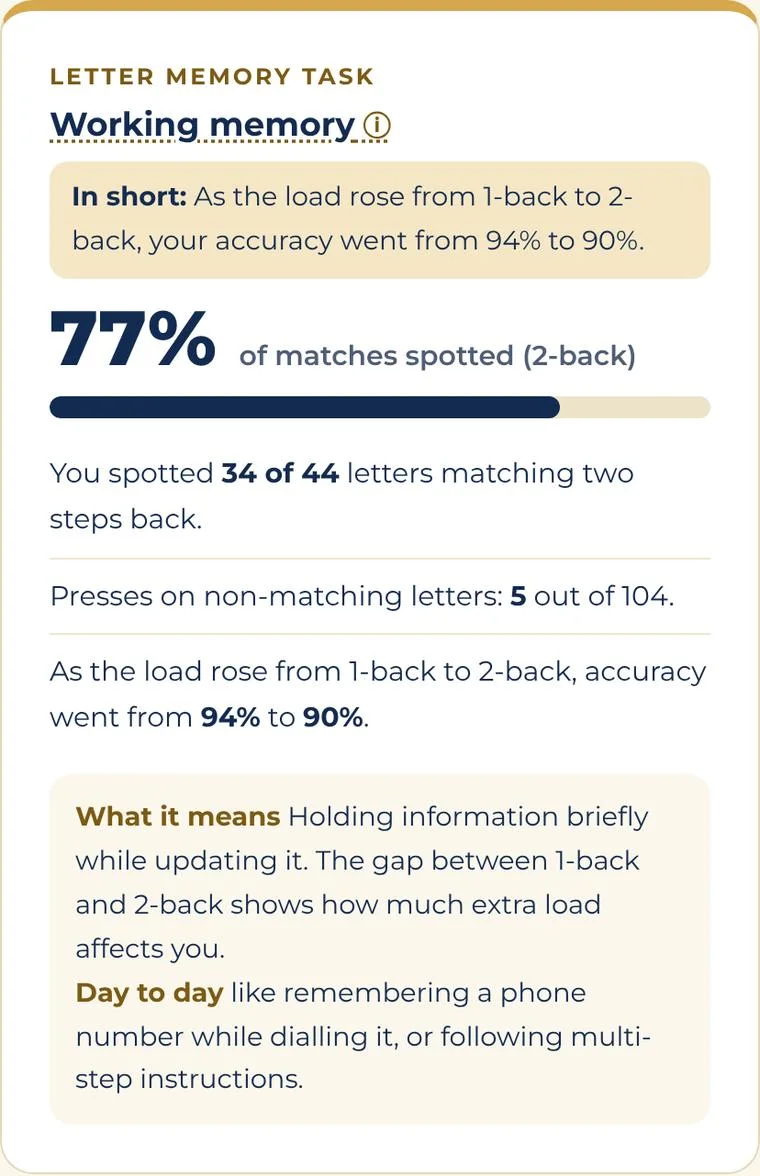 LETTER MEMORY TASK
Working memory ⓘ
In short: As the load rose from 1-back to 2-
back, your accuracy went from 94% to 90%.
77% of matches spotted (2-back)
You spotted 34 of 44 letters matching two
steps back.
Presses on non-matching letters: 5 out of 104.
As the load rose from 1-back to 2-back, accuracy
went from 94% to 90%.
What it means Holding information briefly
while updating it. The gap between 1-back
and 2-back shows how much extra load
affects you.
Day to day like remembering a phone
number while dialling it, or following multi-
step instructions.